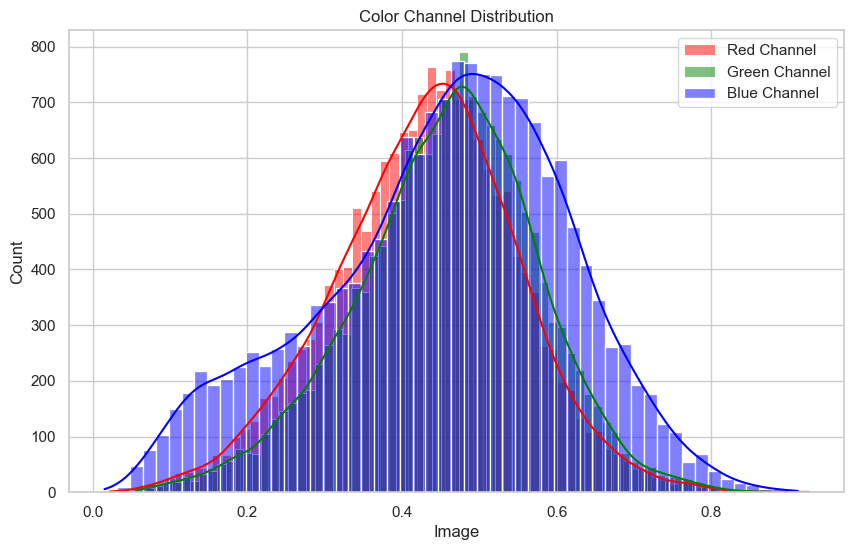 Color Channel Distribution
Red Channel
Green Channel
Blue Channel
800
700
600
500
400
300
200
100
0
Count
0.0 0.2 0.4 0.6 0.8
Image